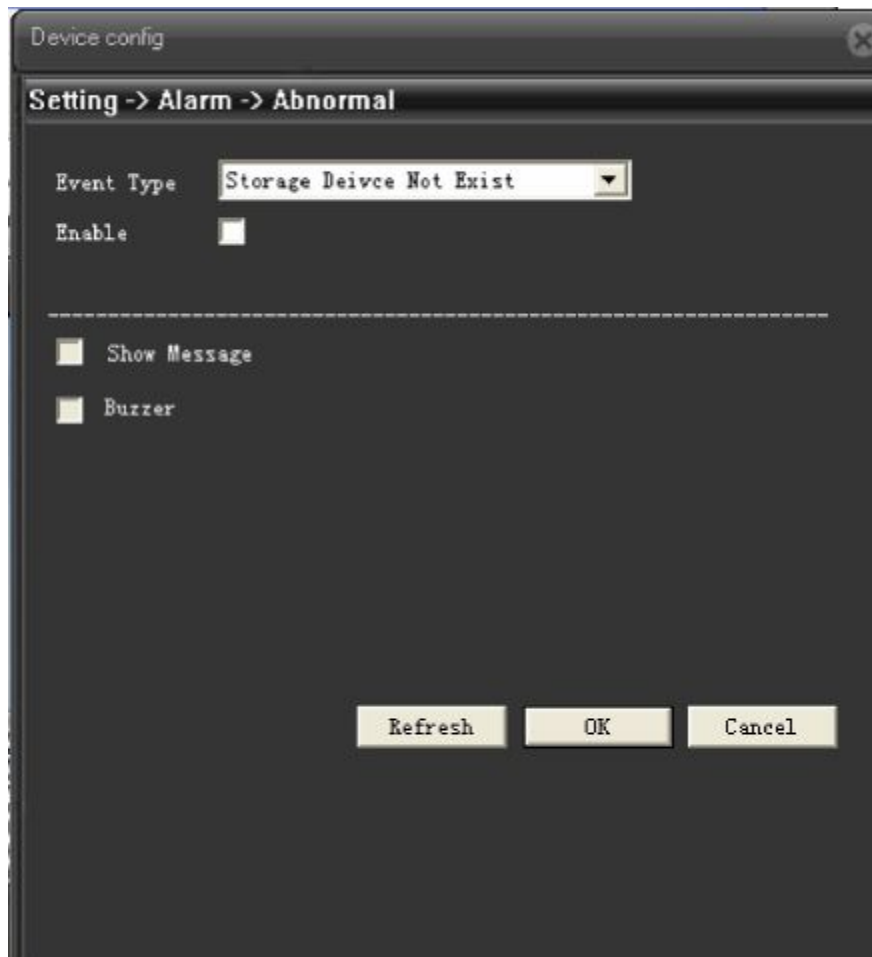 Device config
Setting -> Alarm -> Abnormal
Event Type Storage Deivce Not Exist
Enable
Show Message
Buzzer
Refresh OK Cancel